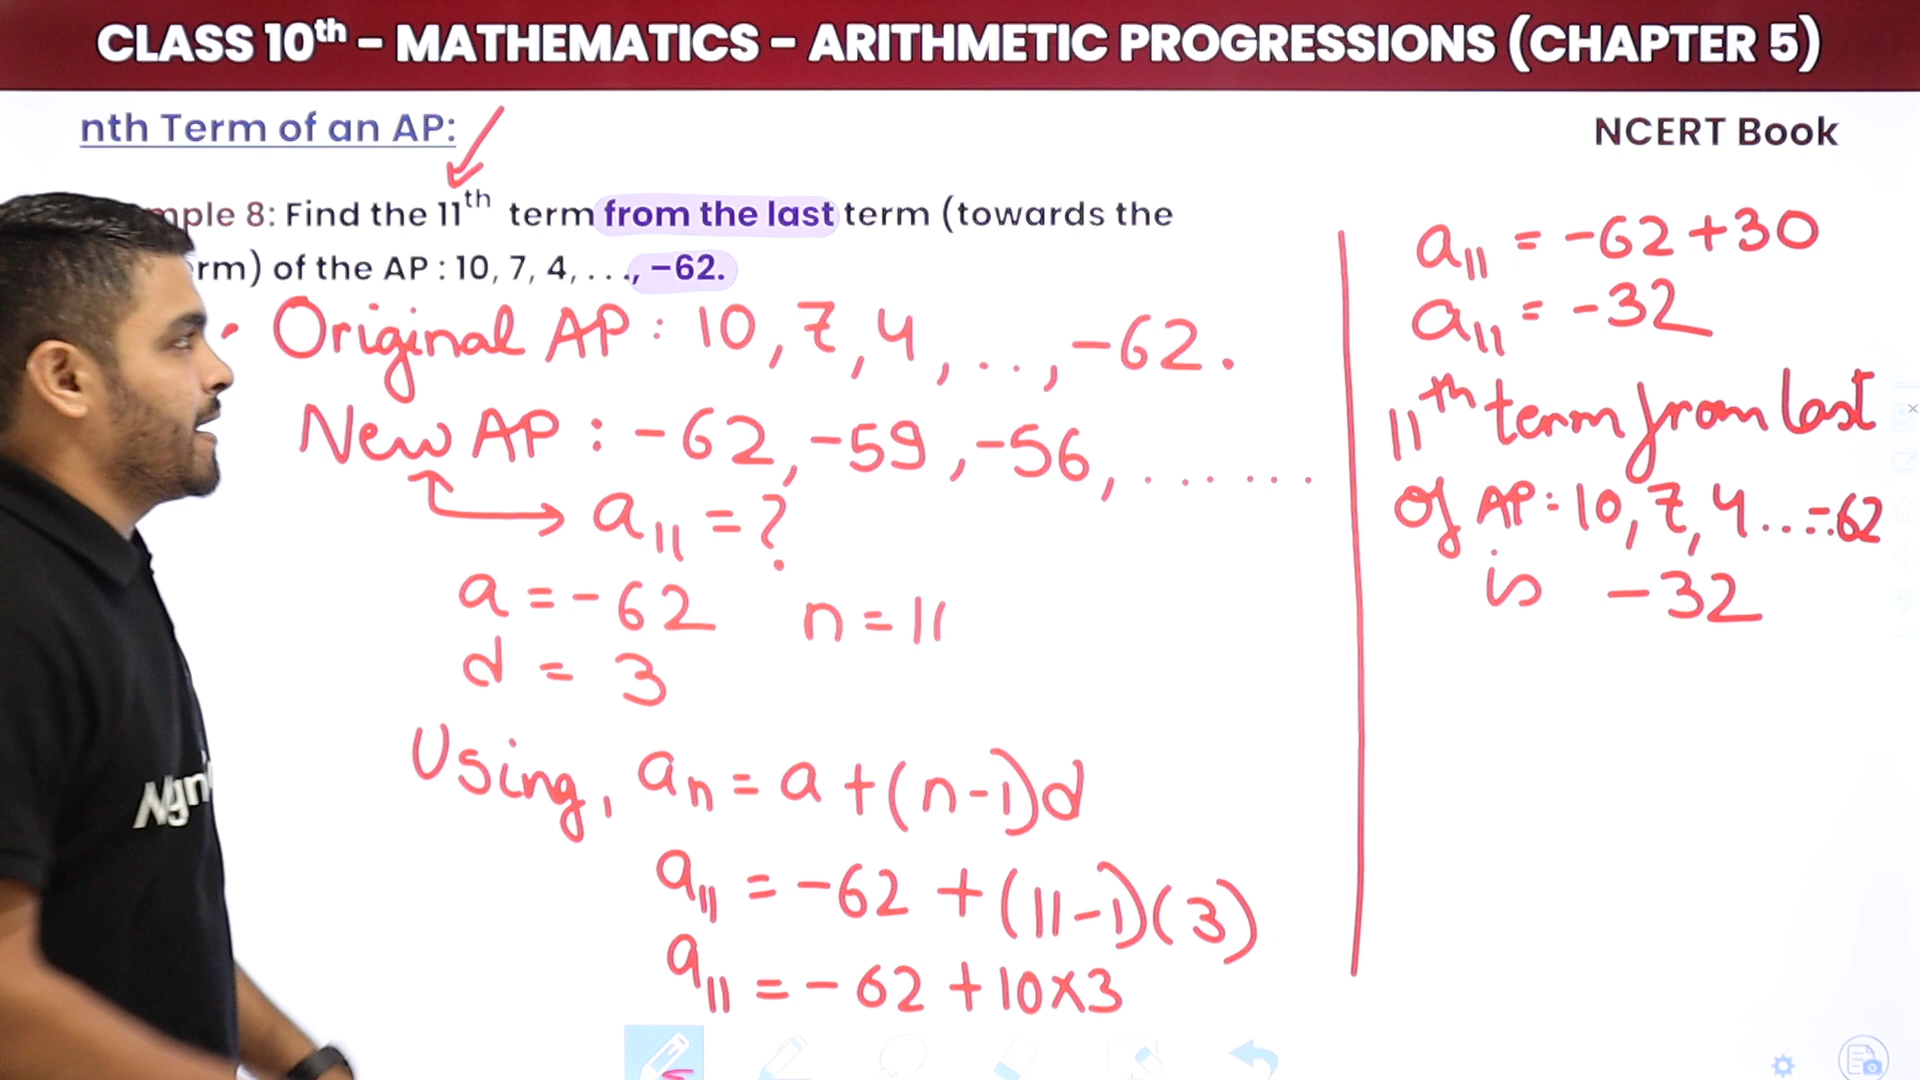 CLASS 10th - MATHEMATICS - ARITHMETIC PROGRESSIONS (CHAPTER 5)
nth Term of an AP:
NCERT Book
mple 8: Find the 11th term from the last term (towards the
rm) of the AP : 10, 7, 4, . . ., –62.
• Original AP : 10, 7, 4, . . , -62.
New AP : -62, -59, -56, . . . . . .
a₁₁ = ?
a = -62 n = 11
d = 3
Using, aₙ = a + (n-1)d
a₁₁ = -62 + (11-1)(3)
a₁₁ = -62 + 10×3
a₁₁ = -62 + 30
a₁₁ = -32
11th term from last
of AP: 10, 7, 4 . . . -62
is -32